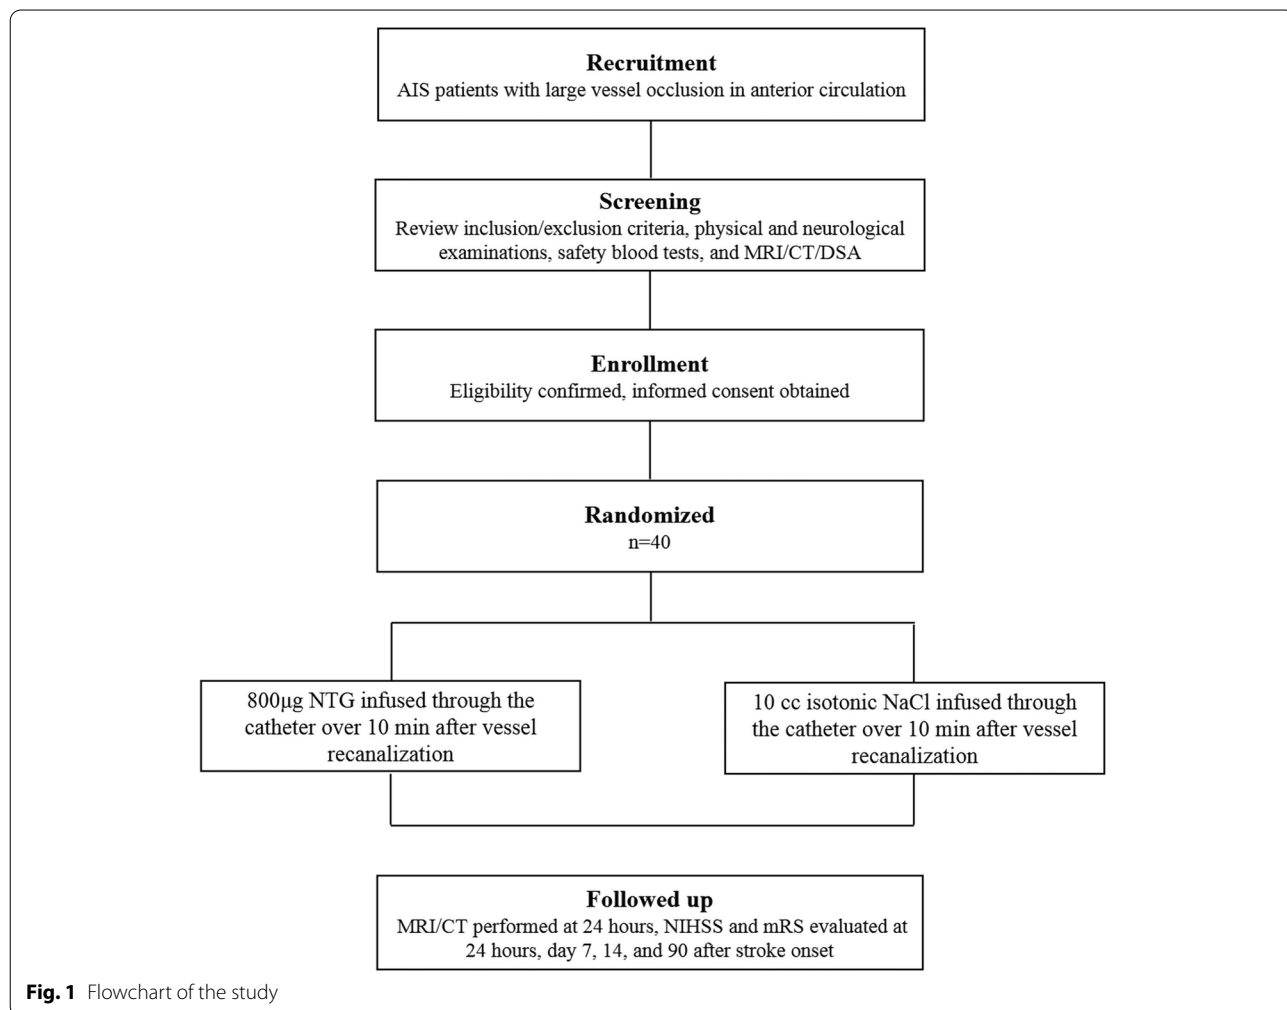 Recruitment
AIS patients with large vessel occlusion in anterior circulation
Screening
Review inclusion/exclusion criteria, physical and neurological
examinations, safety blood tests, and MRI/CT/DSA
Enrollment
Eligibility confirmed, informed consent obtained
Randomized
n=40
800μg NTG infused through the
catheter over 10 min after vessel
recanalization
10 cc isotonic NaCl infused through
the catheter over 10 min after vessel
recanalization
Followed up
MRI/CT performed at 24 hours, NIHSS and mRS evaluated at
24 hours, day 7, 14, and 90 after stroke onset
Fig. 1 Flowchart of the study